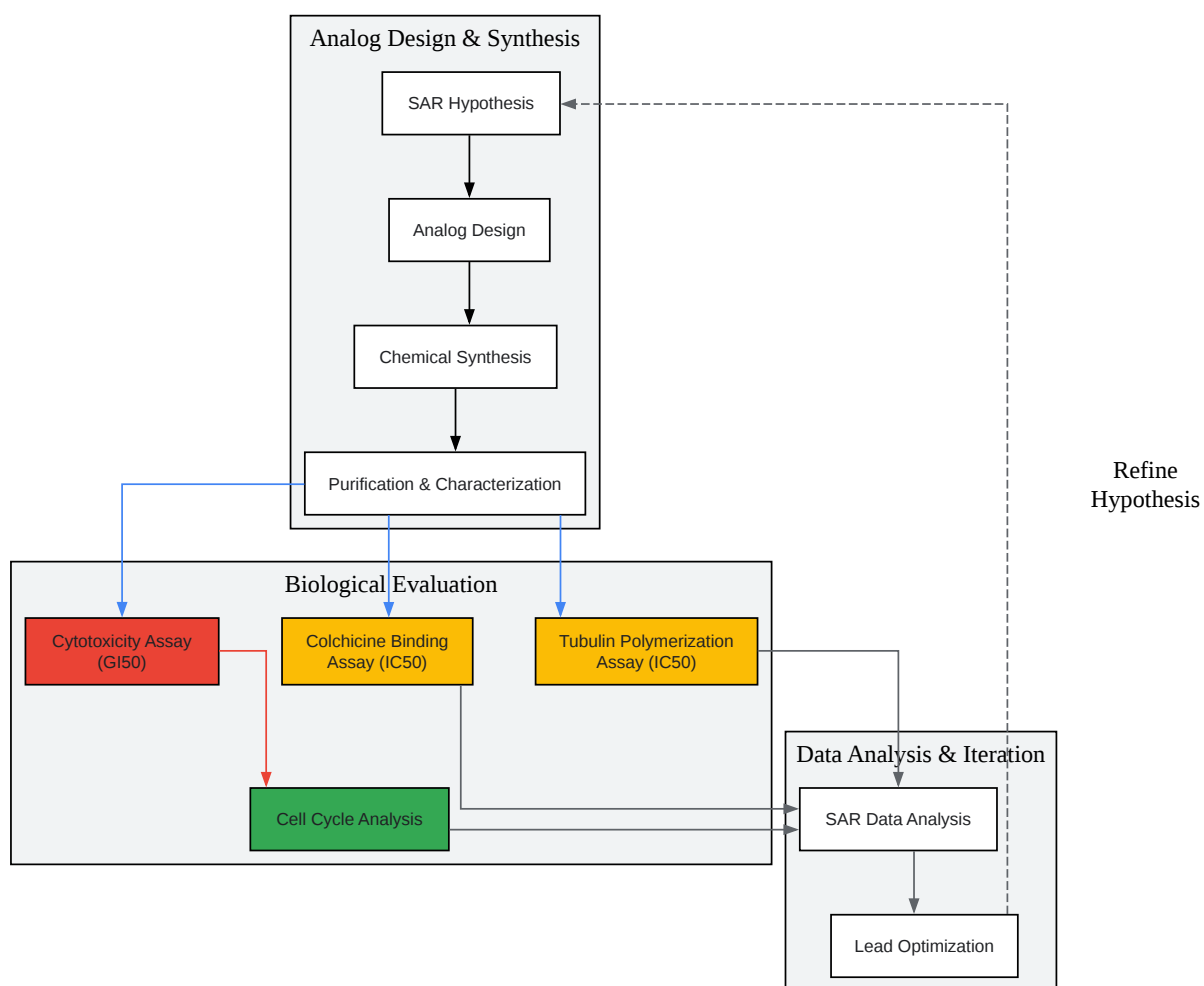 Analog Design & Synthesis
SAR Hypothesis
Analog Design
Chemical Synthesis
Purification & Characterization
Refine
Hypothesis
Biological Evaluation
Cytotoxicity Assay
(GI50)
Colchicine Binding
Assay (IC50)
Tubulin Polymerization
Assay (IC50)
Cell Cycle Analysis
Data Analysis & Iteration
SAR Data Analysis
Lead Optimization